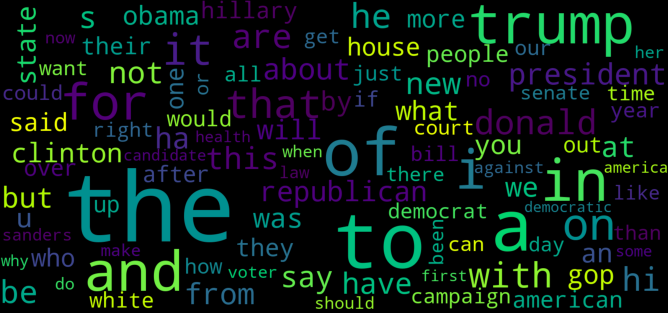 state
s
obama
hillary
he
more
trump
now
their
it
are
get
house
people
our
her
want
not
one
or
all
about
just
new
no
president
could
for
that
by
if
what
senate
time
said
right
would
ha
will
court
donald
year
clinton
health
candidate
this
when
bill
you
out
at
over
after
law
there
against
america
but
the
up
of
republican
i
we
in
like
u
sanders
and
was
to
democrat
a
democratic
on
than
why
who
make
they
been
can
day
an
some
be
do
how
voter
say
have
first
with
gop
hi
white
from
should
campaign
american